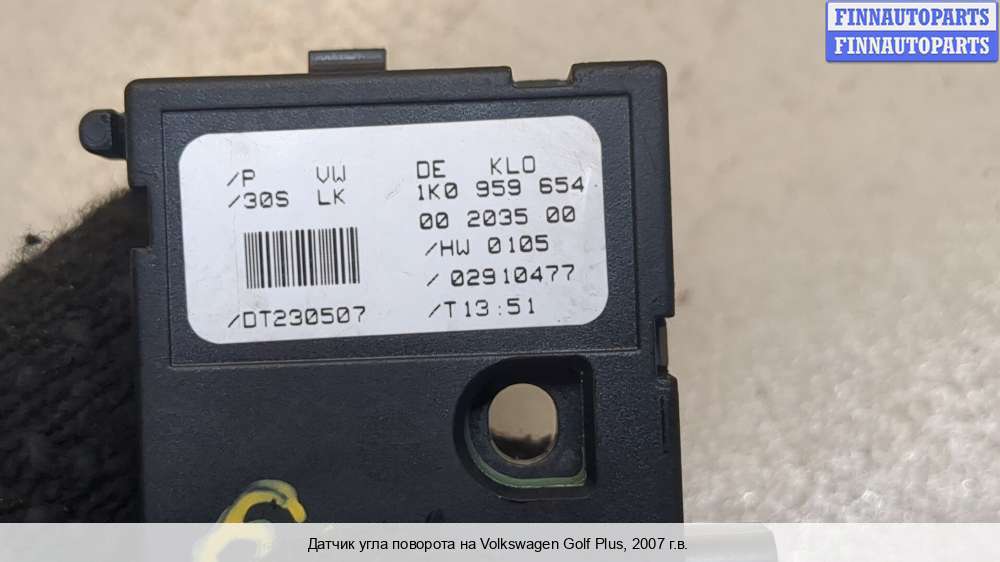 FINNAUTOPARTS
FINNAUTOPARTS
/P VW DE KLO
/30S LK 1K0 959 654
00 2035 00
/HW 0105
/ 02910477
/DT230507 /T13:51
Датчик угла поворота на Volkswagen Golf Plus, 2007 г.в.